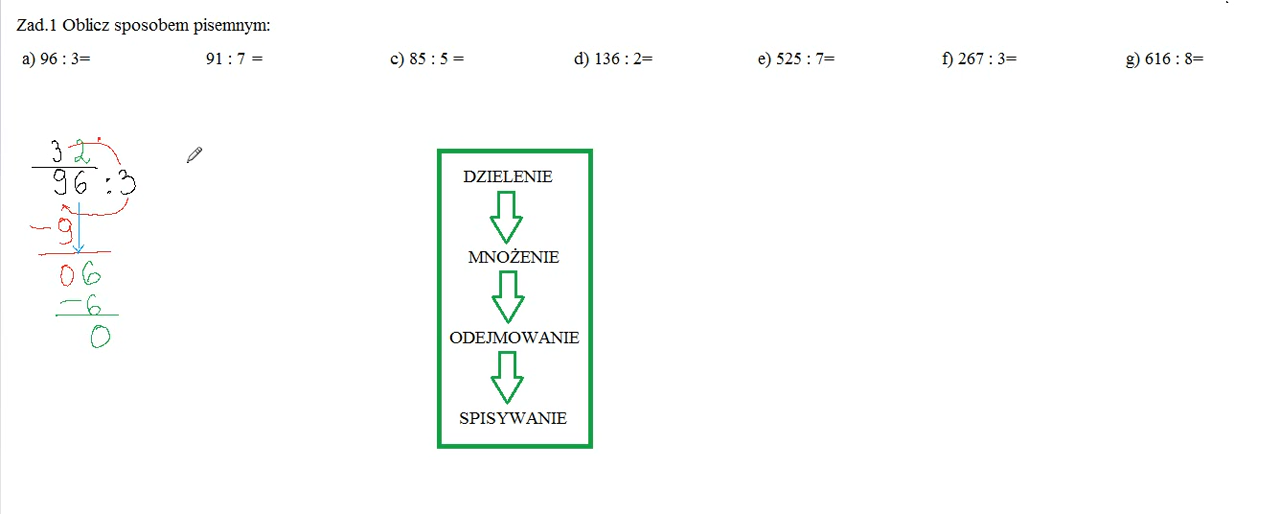 Zad.1 Oblicz sposobem pisemnym:
a) 96 : 3= 91 : 7 = c) 85 : 5 = d) 136 : 2= e) 525 : 7= f) 267 : 3= g) 616 : 8=
32
96 : 3
- 9
06
- 6
0
DZIELENIE
MNOŻENIE
ODEJMOWANIE
SPISYWANIE